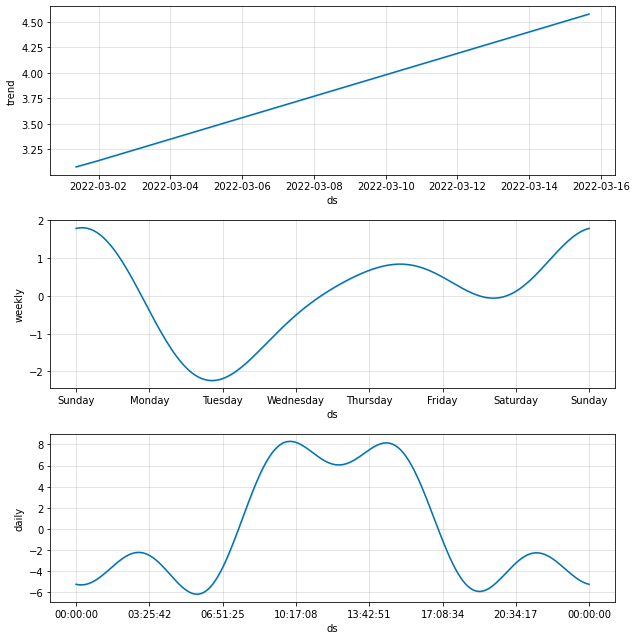 4.50
4.25
4.00
3.75
3.50
3.25
trend
2022-03-02 2022-03-04 2022-03-06 2022-03-08 2022-03-10 2022-03-12 2022-03-14 2022-03-16
ds
2
1
0
−1
−2
weekly
Sunday Monday Tuesday Wednesday Thursday Friday Saturday Sunday
ds
8
6
4
2
0
−2
−4
−6
daily
00:00:00 03:25:42 06:51:25 10:17:08 13:42:51 17:08:34 20:34:17 00:00:00
ds